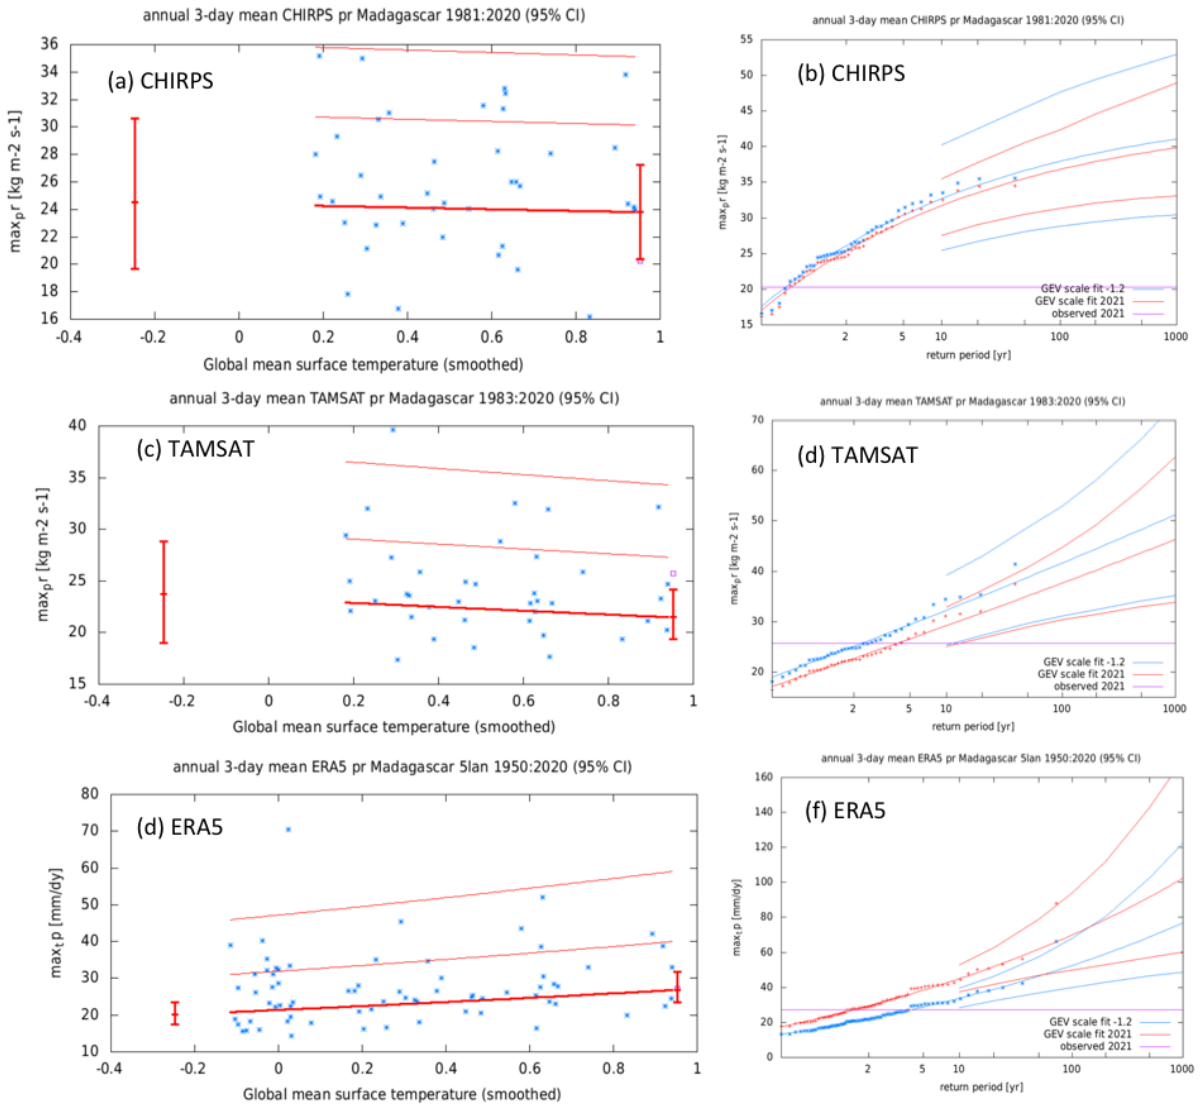 annual 3-day mean CHIRPS pr Madagascar 1981:2020 (95% CI)
(a) CHIRPS
max_pr [kg m-2 s-1]
36
34
32
30
28
26
24
22
20
18
16
-0.4 -0.2 0 0.2 0.4 0.6 0.8 1
Global mean surface temperature (smoothed)
annual 3-day mean CHIRPS pr Madagascar 1981:2020 (95% CI)
(b) CHIRPS
max_pr [kg m-2 s-1]
55
50
45
40
35
30
25
20
15
GEV scale fit -1.2
GEV scale fit 2021
observed 2021
2 5 10 100 1000
return period [yr]
annual 3-day mean TAMSAT pr Madagascar 1983:2020 (95% CI)
(c) TAMSAT
max_pr [kg m-2 s-1]
40
35
30
25
20
15
-0.4 -0.2 0 0.2 0.4 0.6 0.8 1
Global mean surface temperature (smoothed)
annual 3-day mean TAMSAT pr Madagascar 1983:2020 (95% CI)
(d) TAMSAT
max_pr [kg m-2 s-1]
70
60
50
40
30
20
GEV scale fit -1.2
GEV scale fit 2021
observed 2021
2 5 10 100 1000
return period [yr]
annual 3-day mean ERA5 pr Madagascar 5lan 1950:2020 (95% CI)
(d) ERA5
max_tp [mm/dy]
80
70
60
50
40
30
20
10
-0.4 -0.2 0 0.2 0.4 0.6 0.8 1
Global mean surface temperature (smoothed)
annual 3-day mean ERA5 pr Madagascar 5lan 1950:2020 (95% CI)
(f) ERA5
max_tp [mm/dy]
160
140
120
100
80
60
40
20
0
GEV scale fit -1.2
GEV scale fit 2021
observed 2021
2 5 10 100 1000
return period [yr]